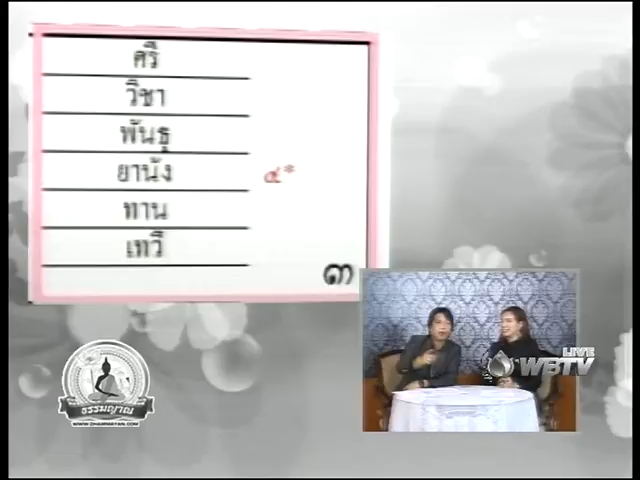 ศรี
วิชา
พันธุ
ยานัง
๔*
ทาน
เทวี
๓
ธรรมญาณ
WWW.DHAMMAYAN.COM
LIVE
WBTV